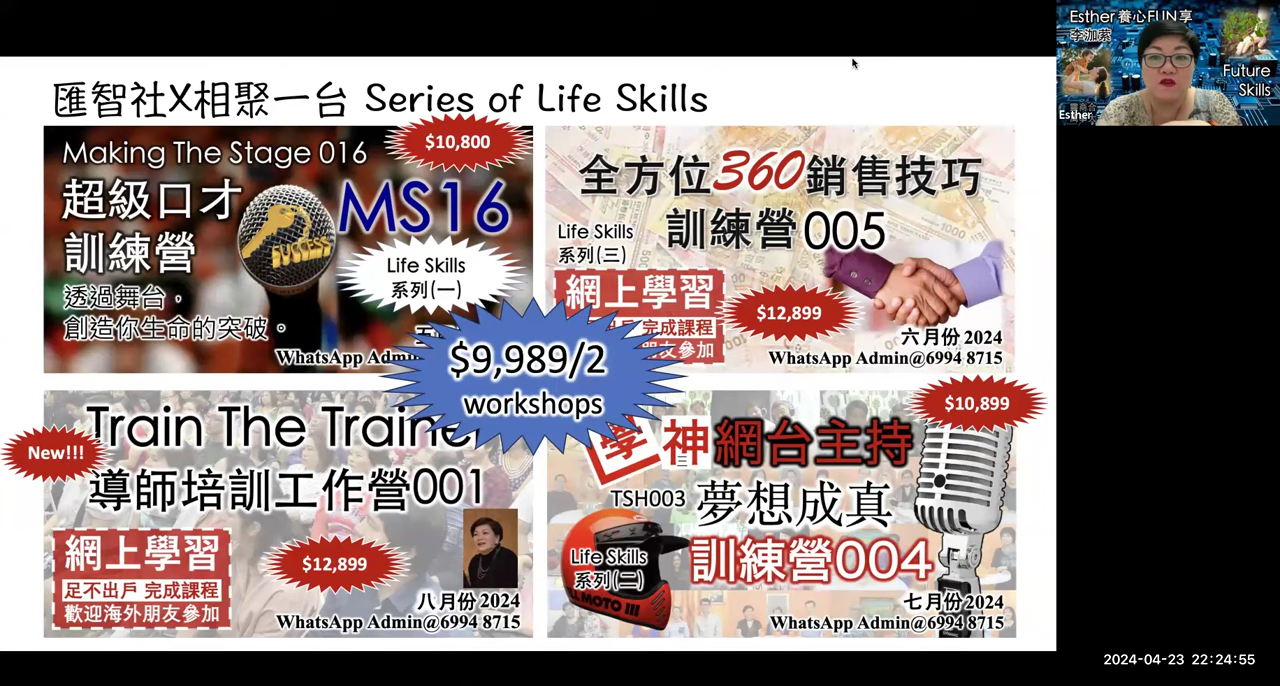 匯智社X相聚一台 Series of Life Skills
Making The Stage 016
$10,800
超級口才
訓練營
MS16
SUCCESS
Life Skills
系列(一)
透過舞台，
創造你生命的突破。
WhatsApp Admin
全方位360銷售技巧
訓練營005
Life Skills
系列(三)
網上學習
完成課程
朋友參加
$12,899
六月份 2024
WhatsApp Admin@6994 8715
$9,989/2
workshops
New!!!
Train The Traine
導師培訓工作營001
網上學習
足不出戶 完成課程
歡迎海外朋友參加
$12,899
八月份 2024
WhatsApp Admin@6994 8715
$10,899
學神網台主持
TSH003 夢想成真
訓練營004
Life Skills
系列(二)
MOTO III
七月份 2024
WhatsApp Admin@6994 8715
Esther 養心FUN享
李泇縈
Future
Skills
Esther
2024-04-23 22:24:55